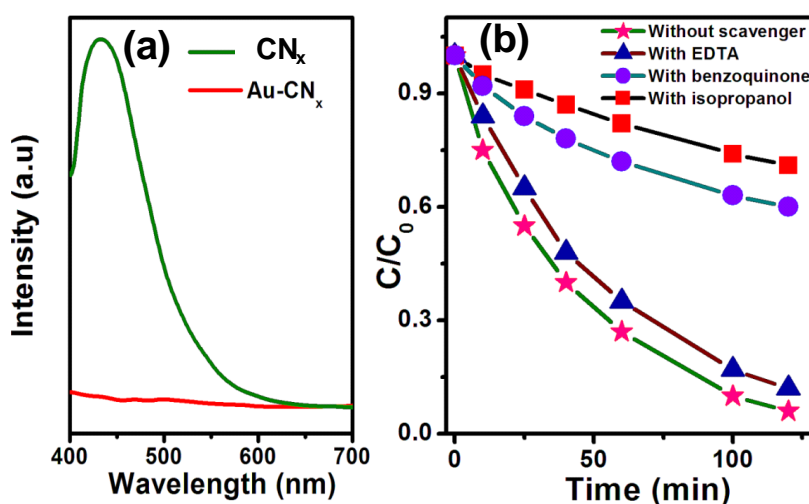 (a)
CNₓ
Au-CNₓ
Intensity (a.u)
400 500 600 700
Wavelength (nm)
(b)
Without scavenger
With EDTA
With benzoquinone
With isopropanol
C/C₀
0.9
0.6
0.3
0.0
0 50 100
Time (min)